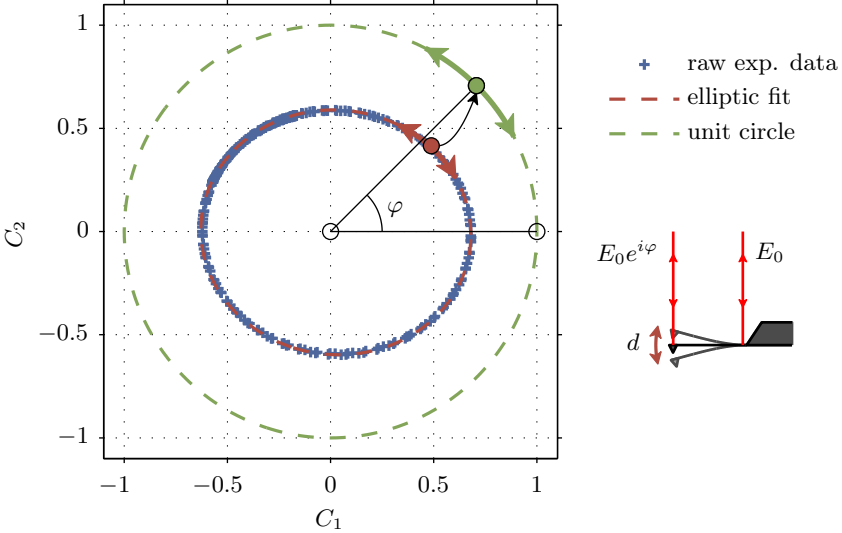 1
0.5
0
−0.5
−1
C₂
−1
−0.5
0
0.5
1
C₁
φ
raw exp. data
elliptic fit
unit circle
E₀e^{iφ}
E₀
d